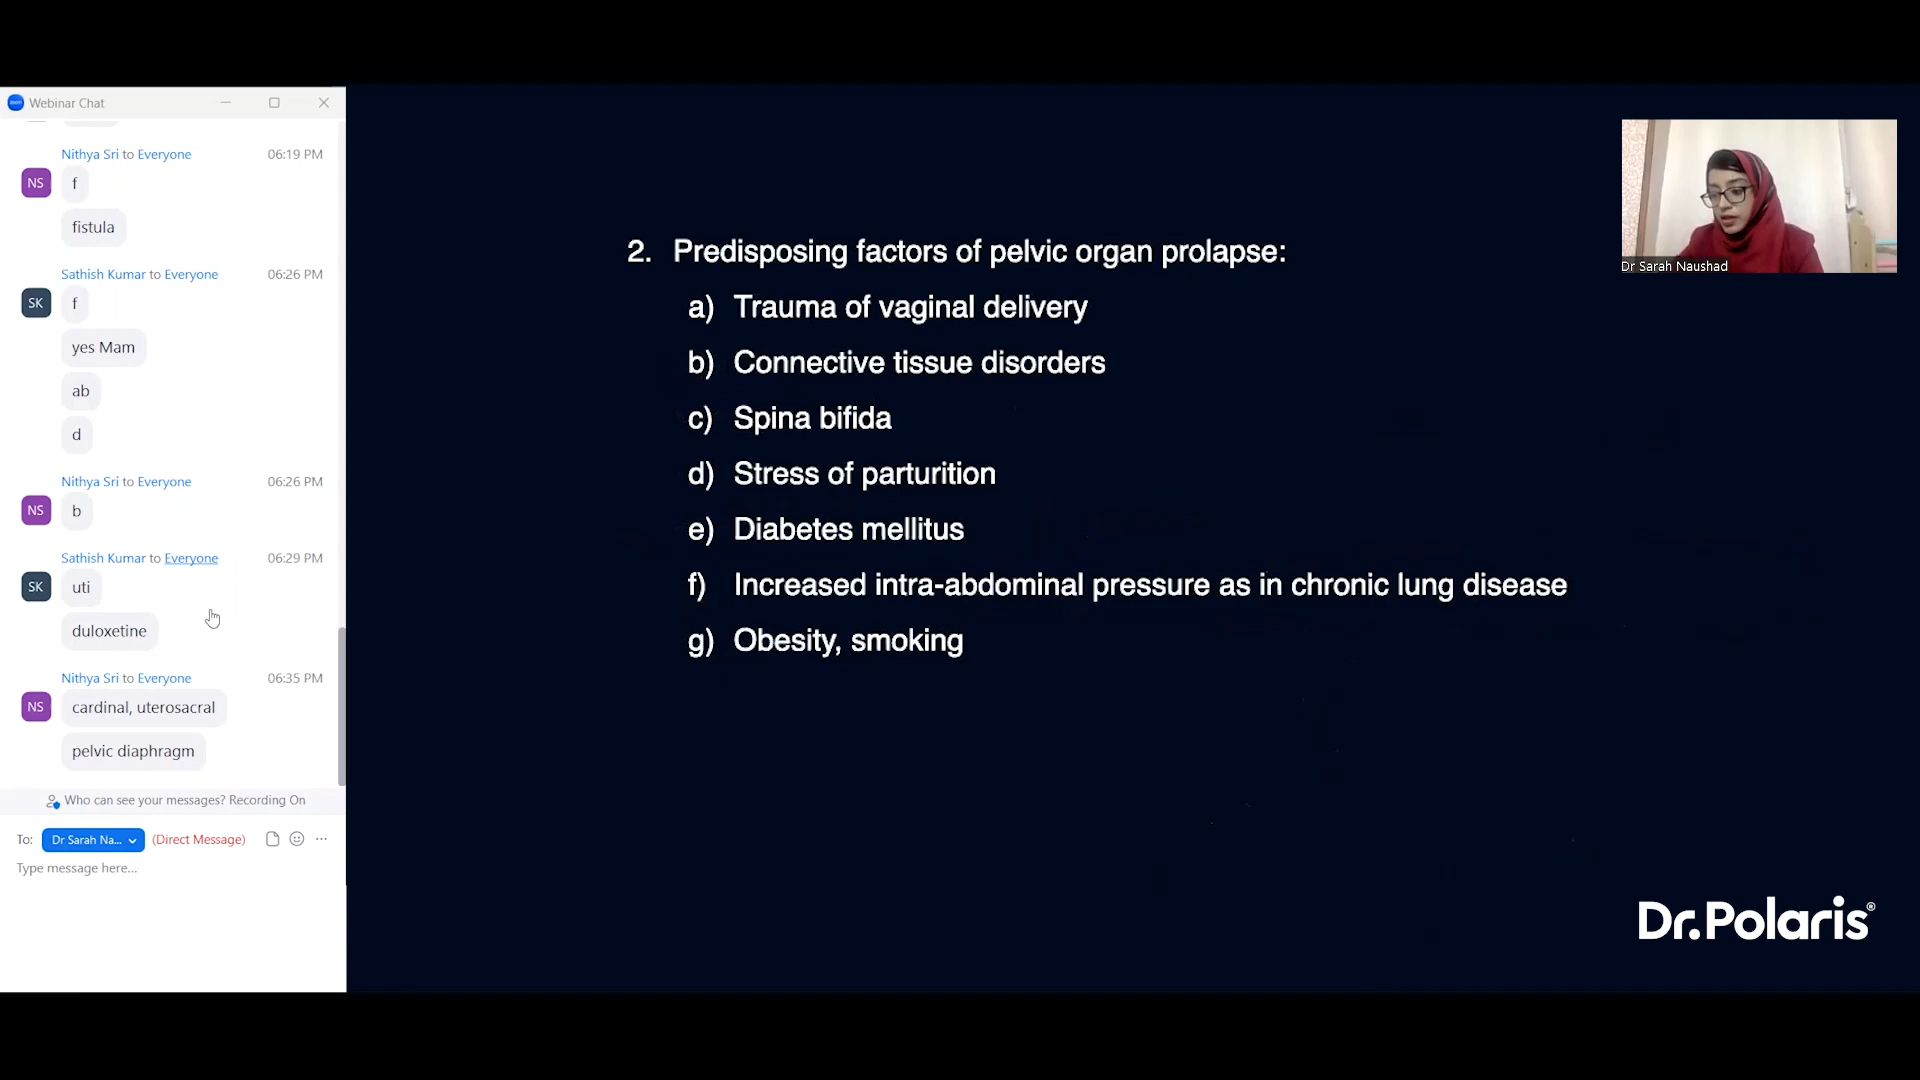 Webinar Chat
Nithya Sri to Everyone 06:19 PM
NS
f
fistula
Sathish Kumar to Everyone 06:26 PM
SK
f
yes Mam
ab
d
Nithya Sri to Everyone 06:26 PM
NS
b
Sathish Kumar to Everyone 06:29 PM
SK
uti
duloxetine
Nithya Sri to Everyone 06:35 PM
NS
cardinal, uterosacral
pelvic diaphragm
Who can see your messages? Recording On
To: Dr Sarah Na... (Direct Message)
Type message here...
2. Predisposing factors of pelvic organ prolapse:
a) Trauma of vaginal delivery
b) Connective tissue disorders
c) Spina bifida
d) Stress of parturition
e) Diabetes mellitus
f) Increased intra-abdominal pressure as in chronic lung disease
g) Obesity, smoking
Dr Sarah Naushad
Dr.Polaris®